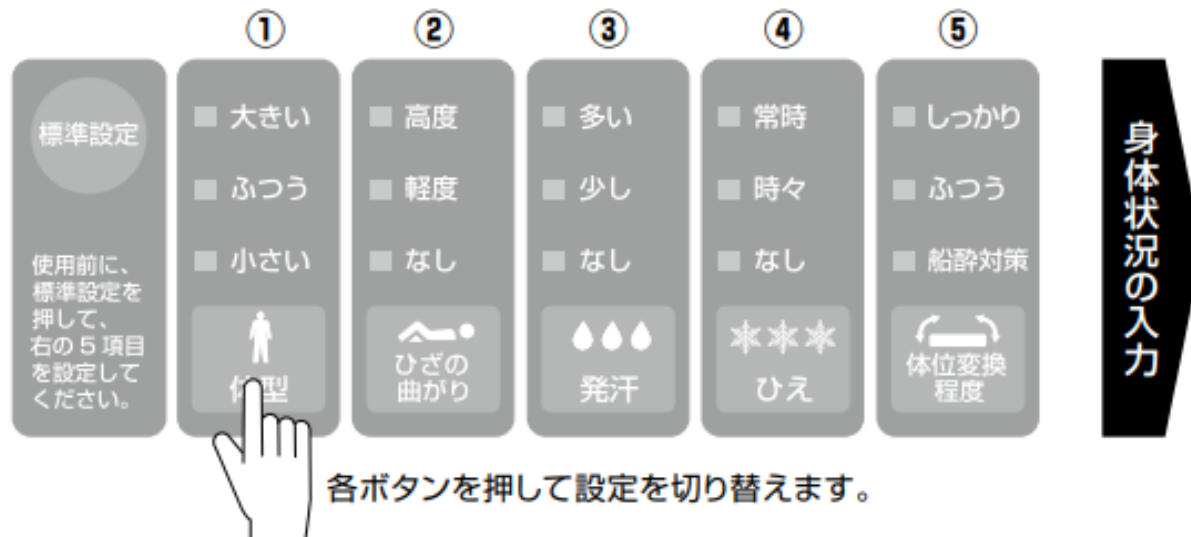 ① ② ③ ④ ⑤
標準設定
使用前に、
標準設定を
押して、
右の5項目
を設定して
ください。
大きい
ふつう
小さい
体型
高度
軽度
なし
ひざの
曲がり
多い
少し
なし
発汗
常時
時々
なし
ひえ
しっかり
ふつう
船酔対策
体位変換
程度
身体状況の入力
各ボタンを押して設定を切り替えます。